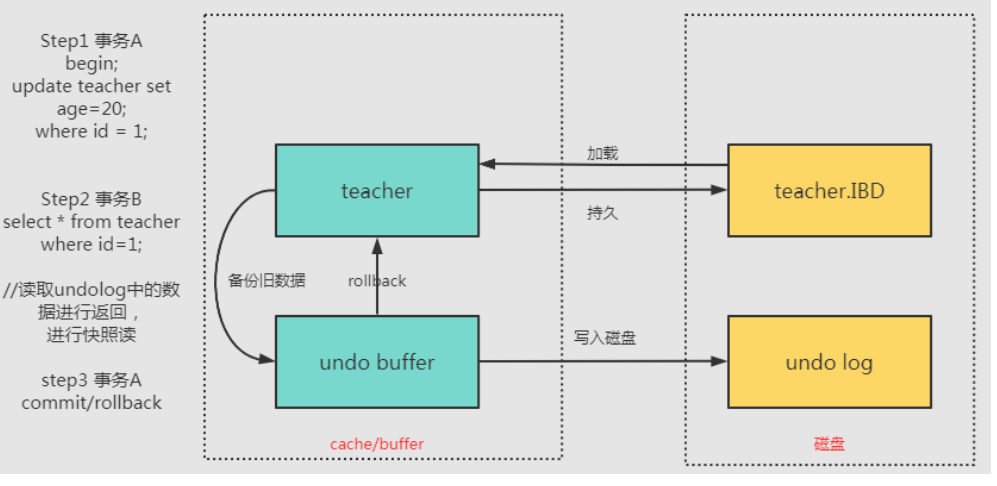 Step1 事务A
begin;
update teacher set
age=20;
where id = 1;
Step2 事务B
select * from teacher
where id=1;
//读取undolog中的数
据进行返回，
进行快照读
step3 事务A
commit/rollback
teacher
加载
持久
teacher.IBD
备份旧数据
rollback
undo buffer
写入磁盘
undo log
cache/buffer
磁盘